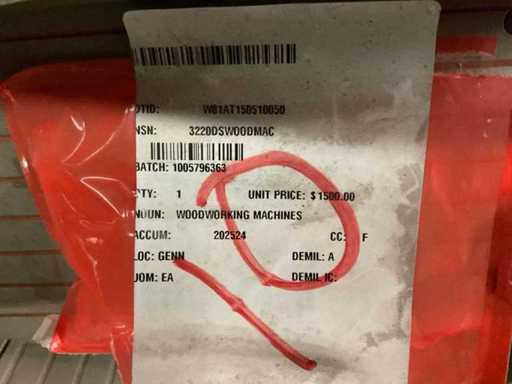 DTID: W81AT150510050
NSN: 3220DSWOODMAC
BATCH: 1005796363
QTY: 1 UNIT PRICE: $1500.00
NOUN: WOODWORKING MACHINES
ACCUM: 202524 CC: F
LOC: GENN DEMIL: A
UOM: EA DEMIL IC: